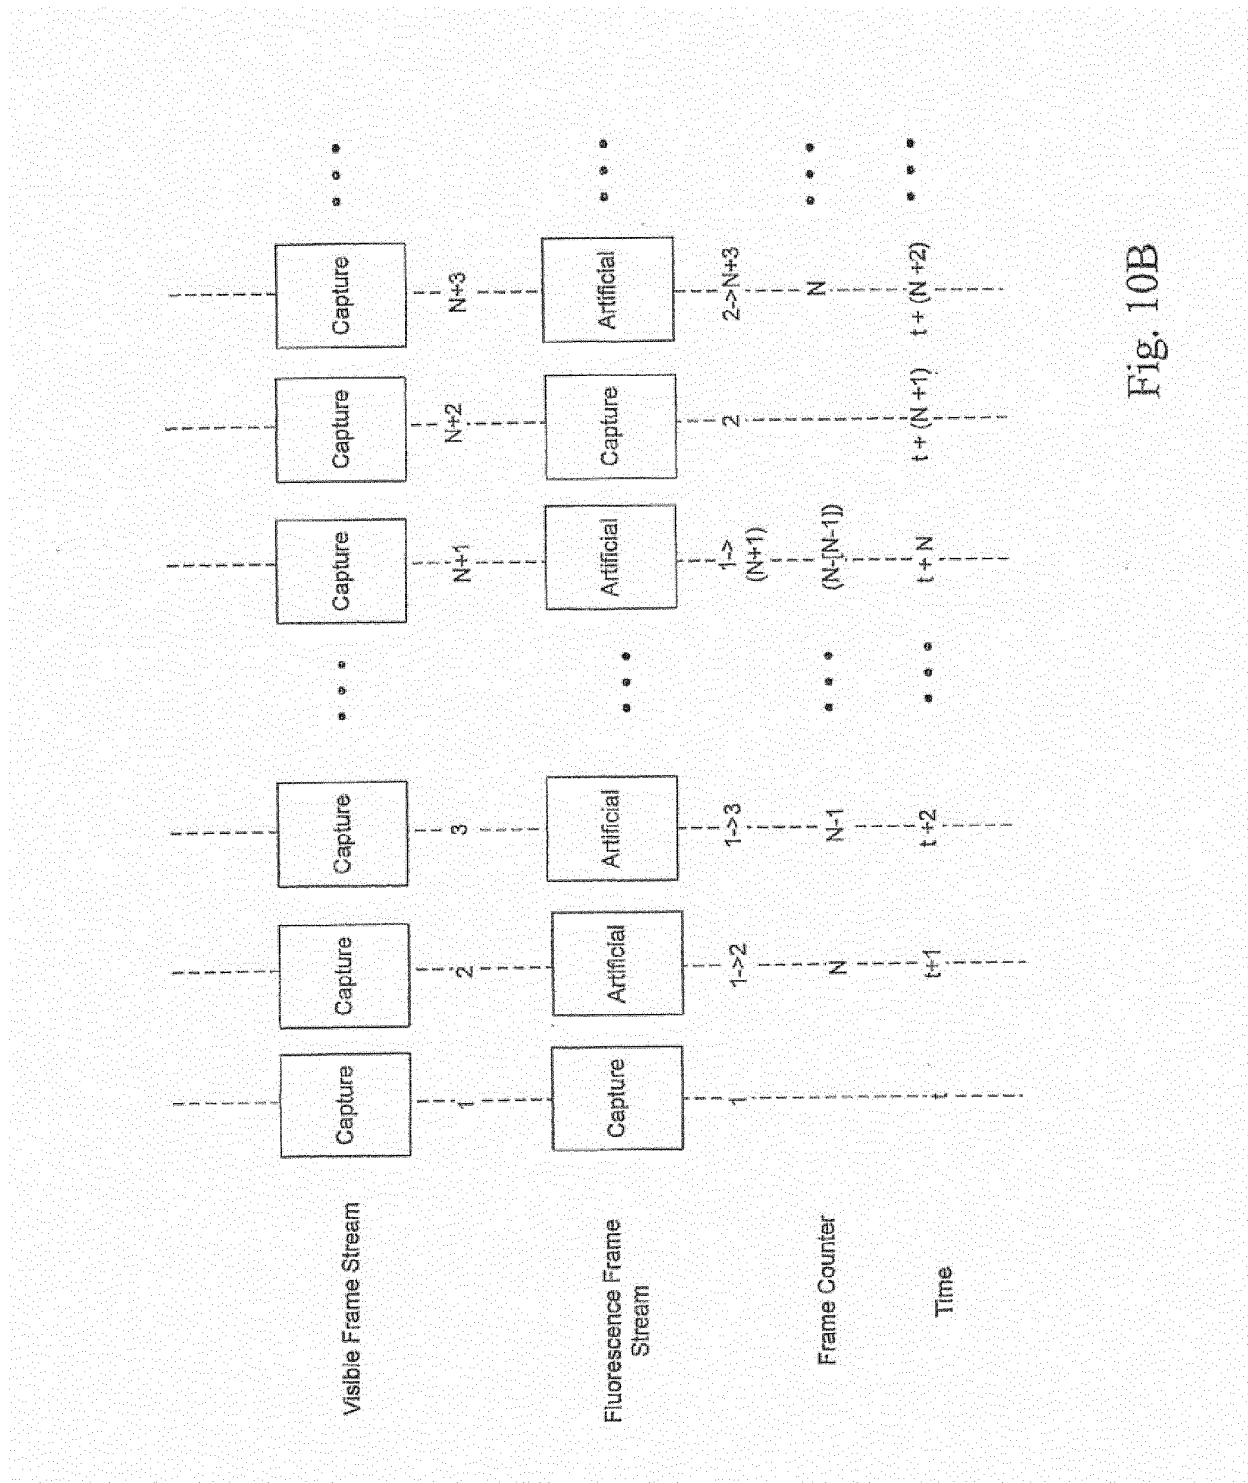 Visible Frame Stream
Capture
Capture
Capture
• • •
Capture
Capture
Capture
• • •
1
2
3
N+1
N+2
N+3
Fluorescence Frame
Stream
Capture
Artificial
Artificial
• • •
Artificial
Capture
Artificial
• • •
1
1->2
1->3
1->
(N+1)
2
2->N+3
Frame Counter
N
N-1
• • •
(N-[N-1])
N
• • •
Time
t
t+1
t+2
• • •
t+N
t + (N +1)
t + (N +2)
• • •
Fig. 10B